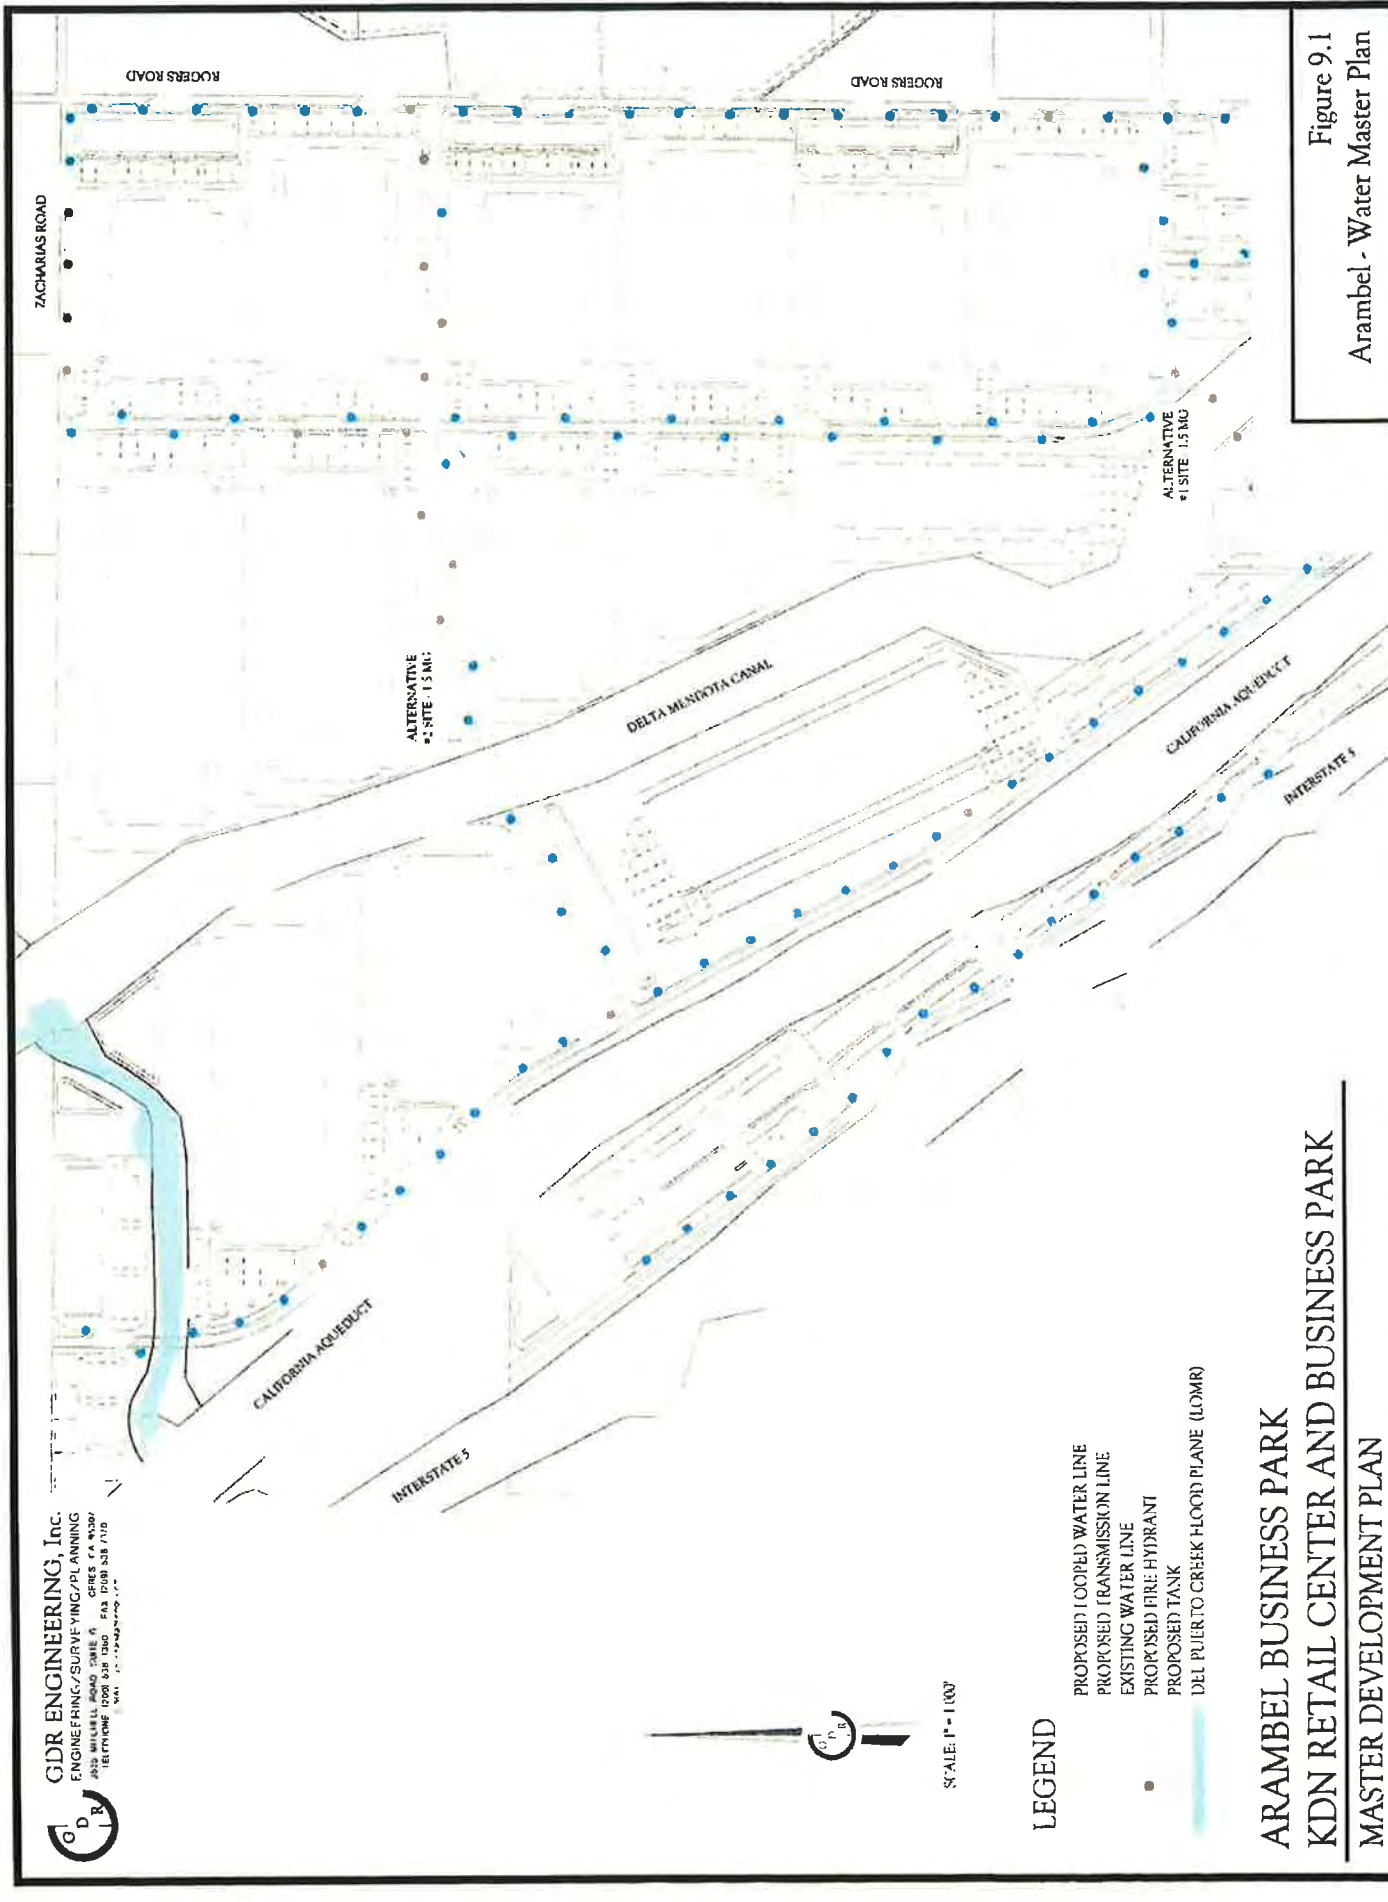 GDR ENGINEERING, Inc.
ENGINEERING/SURVEYING/PLANNING
GDR
ZACHARIAS ROAD
ROGERS ROAD
ROGERS ROAD
ALTERNATIVE
#2 SITE - 1.5 MG
ALTERNATIVE
#1 SITE 1.5 MG
DELTA MENDOTA CANAL
CALIFORNIA AQUEDUCT
INTERSTATE 5
CALIFORNIA AQUEDUCT
INTERSTATE 5
GDR
SCALE: 1" = 1000'
LEGEND
PROPOSED LOOPED WATER LINE
PROPOSED TRANSMISSION LINE
EXISTING WATER LINE
PROPOSED FIRE HYDRANT
PROPOSED TANK
DEL PUERTO CREEK FLOOD PLANE (LOMR)
ARAMBEL BUSINESS PARK
KDN RETAIL CENTER AND BUSINESS PARK
MASTER DEVELOPMENT PLAN
Figure 9.1
Arambel - Water Master Plan